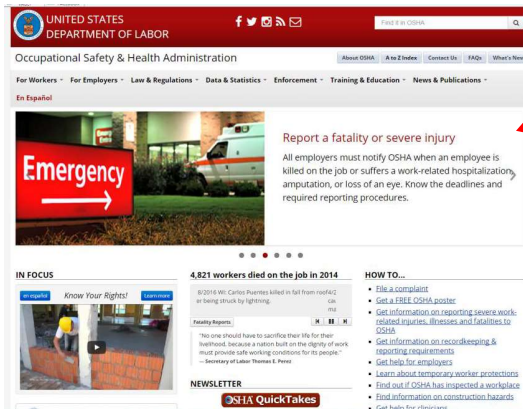 UNITED STATES
DEPARTMENT OF LABOR
Find it in OSHA
Occupational Safety & Health Administration
About OSHA A to Z Index Contact Us FAQs What's New
For Workers For Employers Law & Regulations Data & Statistics Enforcement Training & Education News & Publications
En Español
Emergency
Report a fatality or severe injury
All employers must notify OSHA when an employee is
killed on the job or suffers a work-related hospitalization,
amputation, or loss of an eye. Know the deadlines and
required reporting procedures.
IN FOCUS
en español Know Your Rights! Learn more
4,821 workers died on the job in 2014
8/2016 WI: Carlos Puentes killed in fall from roof
er being struck by lightning.
Fatality Reports
"No one should have to sacrifice their life for their
livelihood, because a nation built on the dignity of work
must provide safe working conditions for its people."
— Secretary of Labor Thomas E. Perez
NEWSLETTER
OSHA QuickTakes
HOW TO...
File a complaint
Get a FREE OSHA poster
Get information on reporting severe work-
related injuries, illnesses and fatalities to
OSHA
Get information on recordkeeping &
reporting requirements
Get help for employers
Learn about temporary worker protections
Find out if OSHA has inspected a workplace
Find information on construction hazards
Get help for clinicians